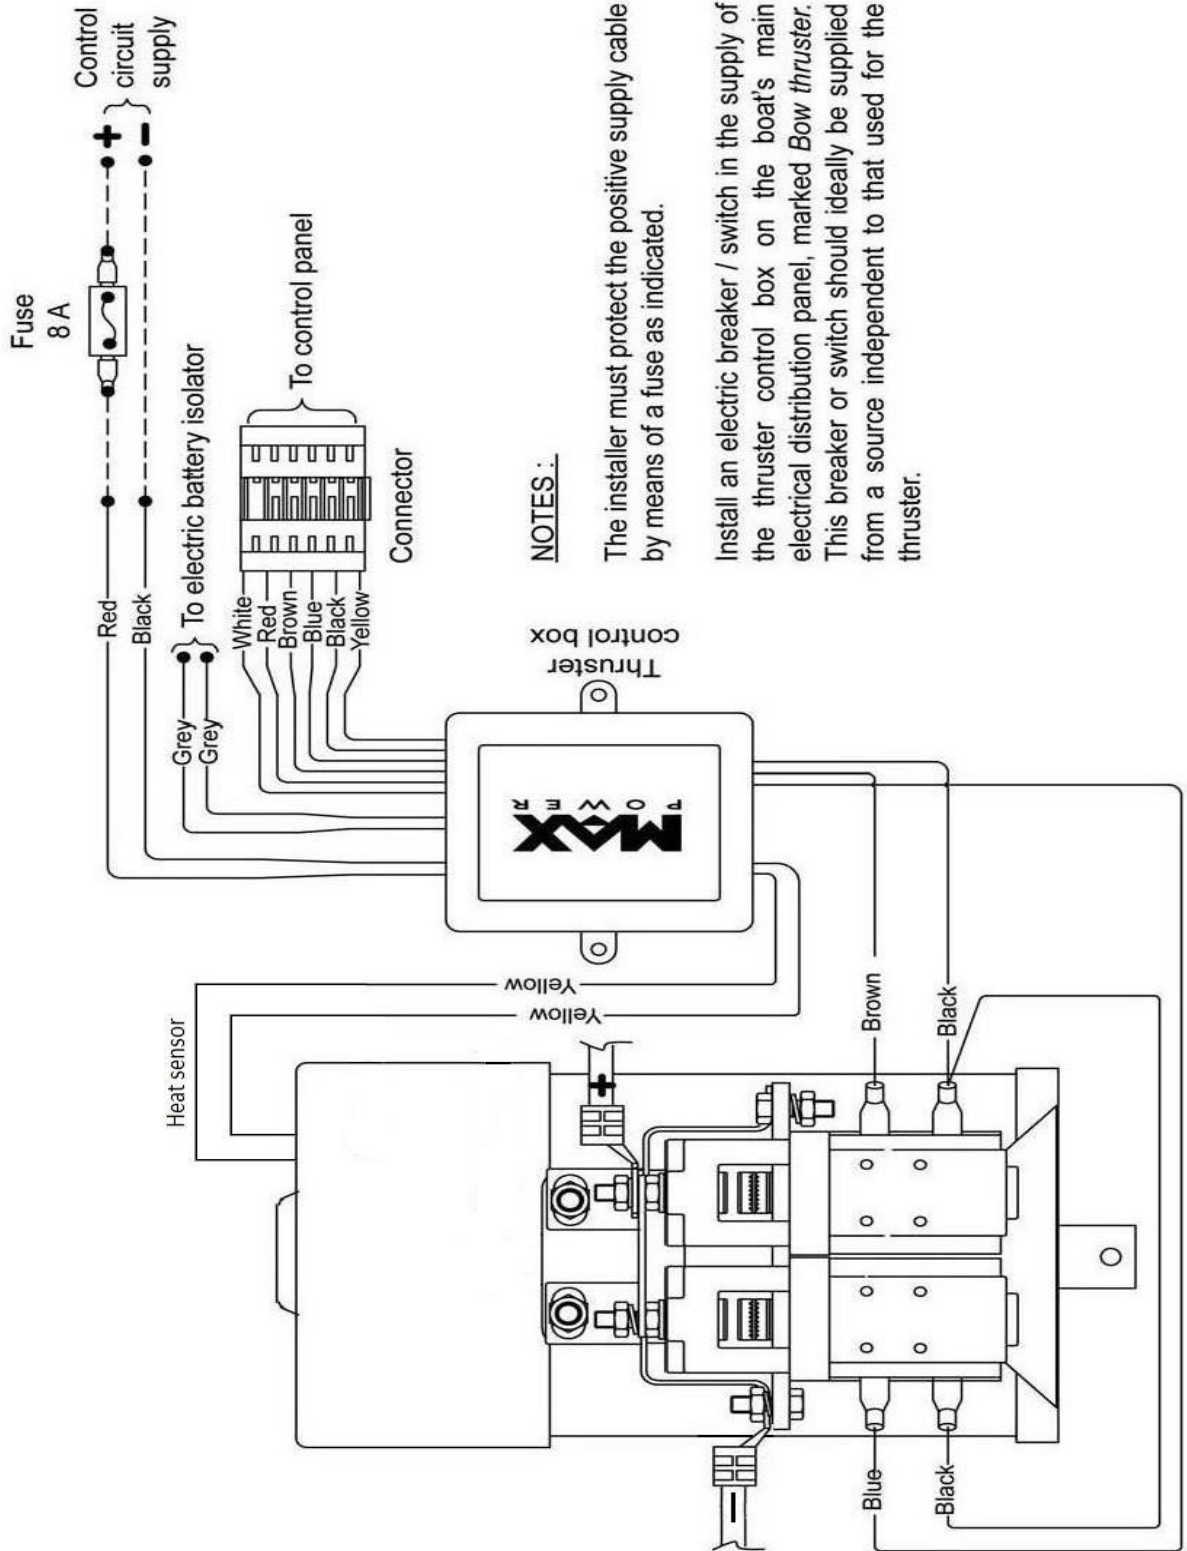 Fuse
8 A
Control
circuit
supply
+
−
Red
Black
To electric battery isolator
Grey
Grey
To control panel
White
Red
Brown
Blue
Black
Yellow
Connector
NOTES :
The installer must protect the positive supply cable
by means of a fuse as indicated.
Install an electric breaker / switch in the supply of
the thruster control box on the boat's main
electrical distribution panel, marked Bow thruster.
This breaker or switch should ideally be supplied
from a source independent to that used for the
thruster.
Thruster
control box
MAX
POWER
Heat sensor
Yellow
Yellow
+
Brown
Black
−
Blue
Black